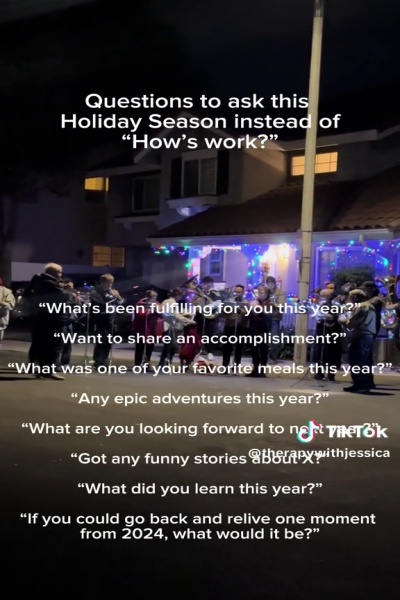 Questions to ask this
Holiday Season instead of
“How’s work?”
“What’s been fulfilling for you this year?”
“Want to share an accomplishment?”
“What was one of your favorite meals this year?”
“Any epic adventures this year?”
“What are you looking forward to next year?”
TikTok
@therapywithjessica
“Got any funny stories about X?”
“What did you learn this year?”
“If you could go back and relive one moment
from 2024, what would it be?”